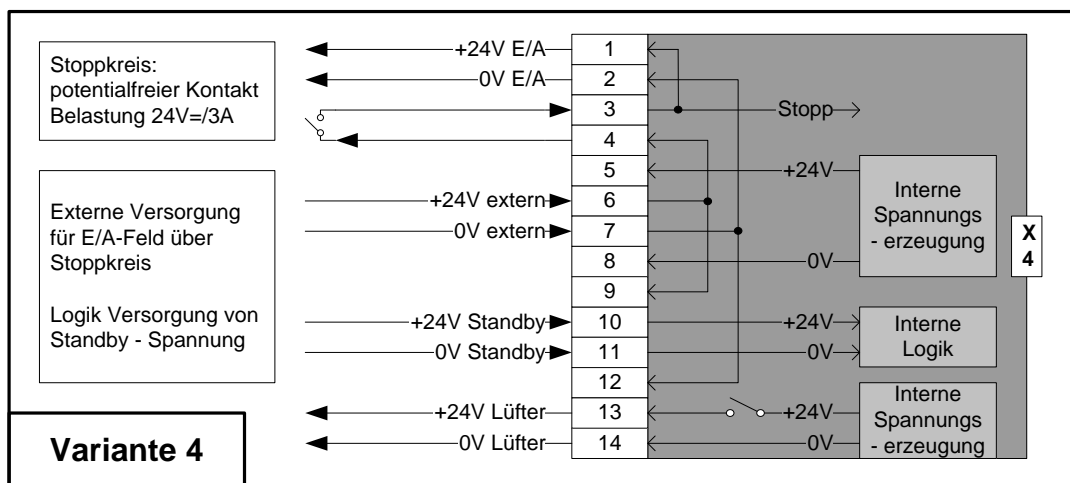 Stoppkreis:
potentialfreier Kontakt
Belastung 24V=/3A
Externe Versorgung
für E/A-Feld über
Stoppkreis
Logik Versorgung von
Standby - Spannung
Variante 4
+24V E/A
0V E/A
+24V extern
0V extern
+24V Standby
0V Standby
+24V Lüfter
0V Lüfter
1
2
3
4
5
6
7
8
9
10
11
12
13
14
Stopp
+24V
0V
+24V
0V
+24V
0V
Interne
Spannungs
- erzeugung
Interne
Logik
Interne
Spannungs
- erzeugung
X
4